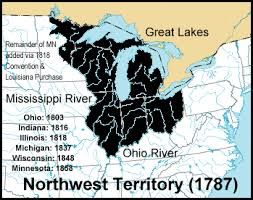 Great Lakes
Remainder of MN
added via 1818
Convention &
Louisiana Purchase
Mississippi River
Ohio: 1803
Indiana: 1816
Illinois: 1818
Michigan: 1837
Wisconsin: 1848
Minnesota: 1858
Ohio River
Northwest Territory (1787)